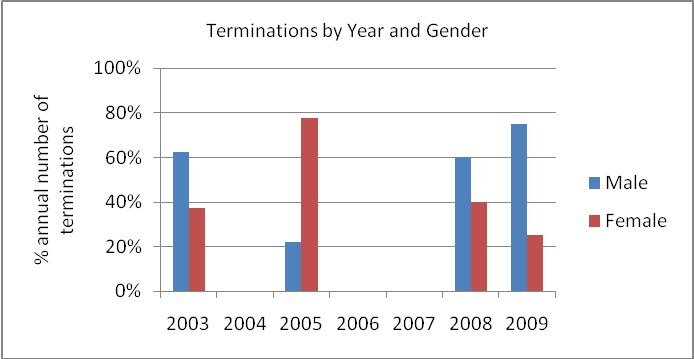 Terminations by Year and Gender
% annual number of
terminations
100%
80%
60%
40%
20%
0%
2003 2004 2005 2006 2007 2008 2009
Male
Female